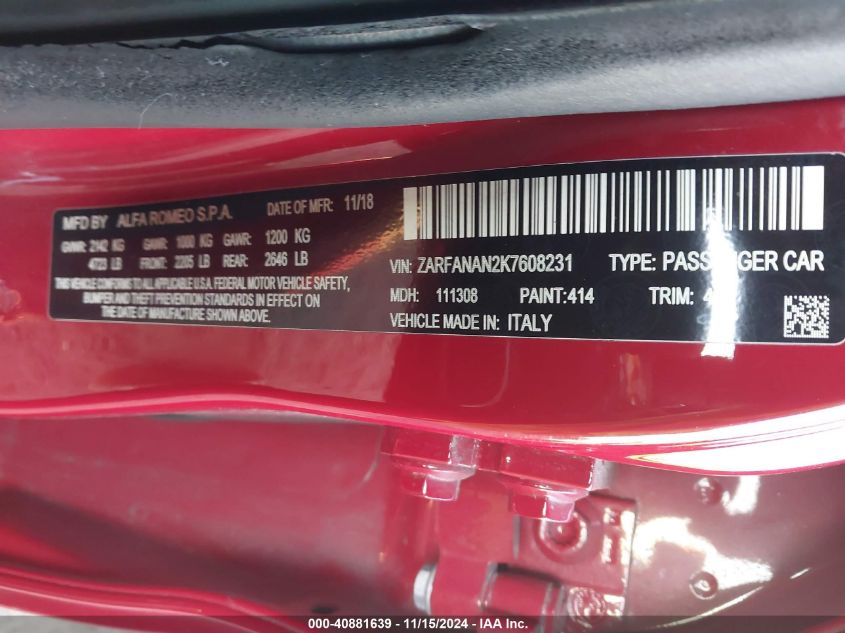 MFD BY ALFA ROMEO S.P.A. DATE OF MFR: 11/18
GVWR: 2142 KG GAWR: 1000 KG GAWR: 1200 KG
4723 LB FRONT: 2205 LB REAR: 2646 LB
THIS VEHICLE CONFORMS TO ALL APPLICABLE U.S.A. FEDERAL MOTOR VEHICLE SAFETY,
BUMPER AND THEFT PREVENTION STANDARDS IN EFFECT ON
THE DATE OF MANUFACTURE SHOWN ABOVE.
VIN: ZARFANAN2K7608231 TYPE: PASSENGER CAR
MDH: 111308 PAINT:414 TRIM:
VEHICLE MADE IN: ITALY
000-40881639 - 11/15/2024 - IAA Inc.